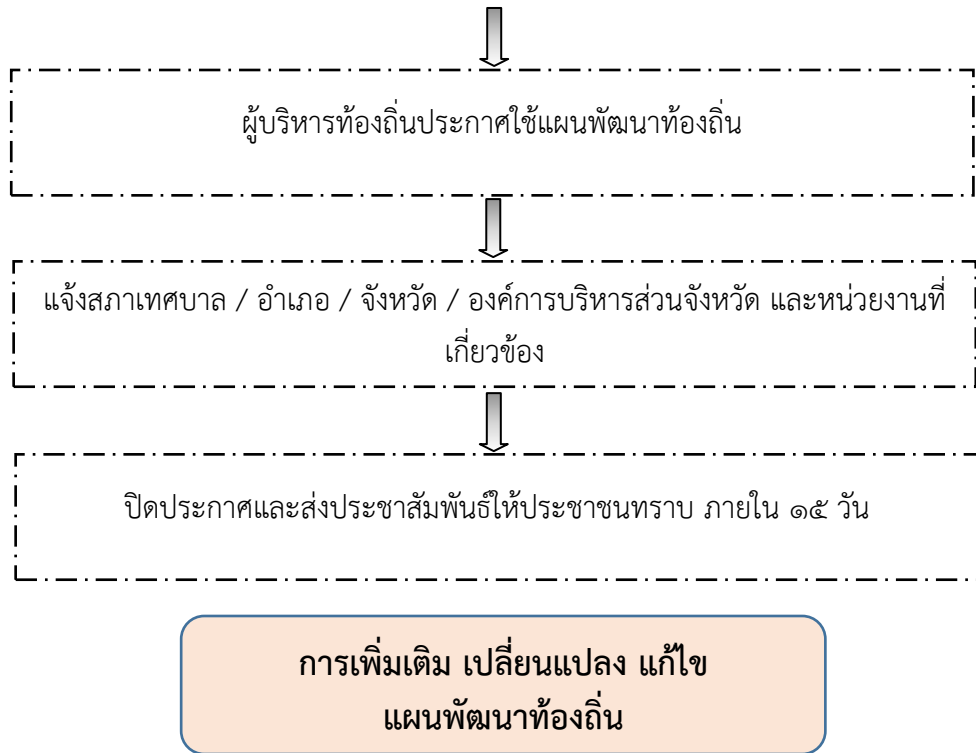 ผู้บริหารท้องถิ่นประกาศใช้แผนพัฒนาท้องถิ่น
แจ้งสภาเทศบาล / อำเภอ / จังหวัด / องค์การบริหารส่วนจังหวัด และหน่วยงานที่
เกี่ยวข้อง
ปิดประกาศและส่งประชาสัมพันธ์ให้ประชาชนทราบ ภายใน ๑๕ วัน
การเพิ่มเติม เปลี่ยนแปลง แก้ไข
แผนพัฒนาท้องถิ่น